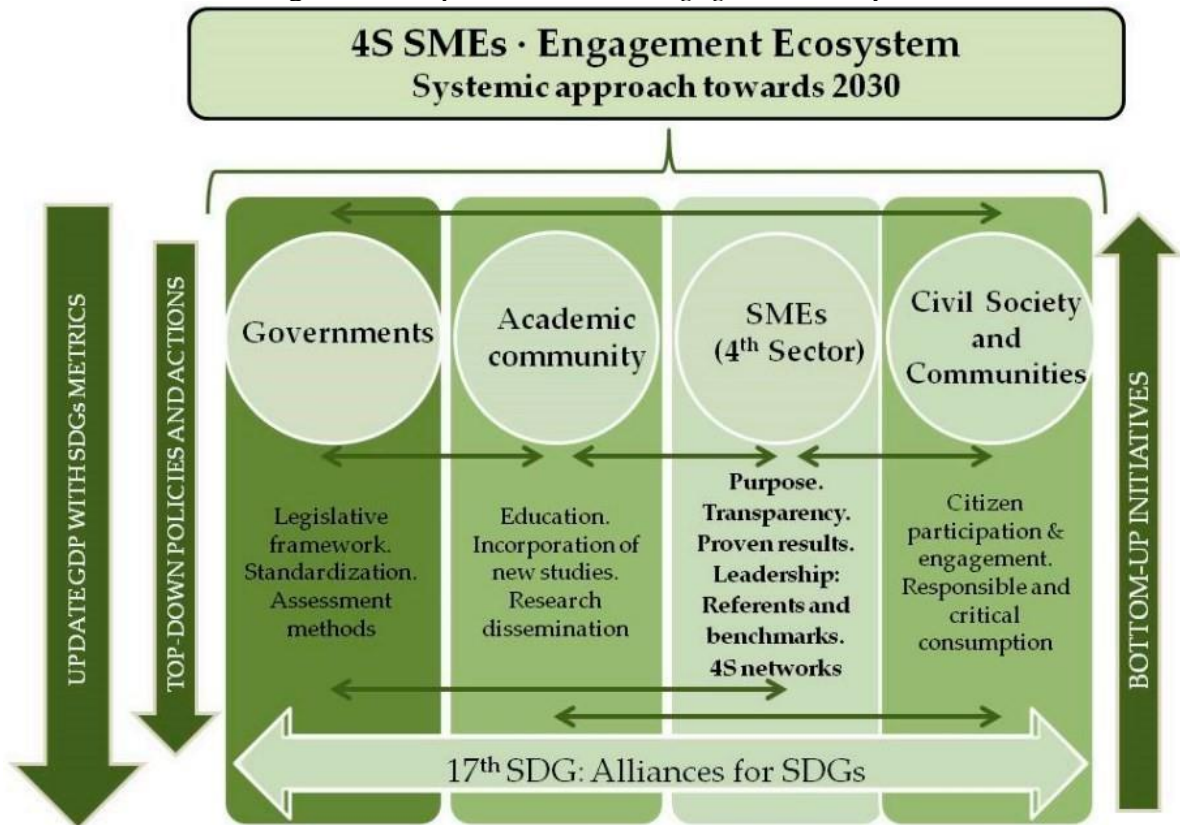 4S SMEs · Engagement Ecosystem
Systemic approach towards 2030
UPDATE GDP WITH SDGs METRICS
TOP-DOWN POLICIES AND ACTIONS
Governments
Academic
community
SMEs
(4th Sector)
Civil Society
and
Communities
Legislative
framework.
Standardization.
Assessment
methods
Education.
Incorporation of
new studies.
Research
dissemination
Purpose.
Transparency.
Proven results.
Leadership:
Referents and
benchmarks.
4S networks
Citizen
participation &
engagement.
Responsible and
critical
consumption
17th SDG: Alliances for SDGs
BOTTOM-UP INITIATIVES